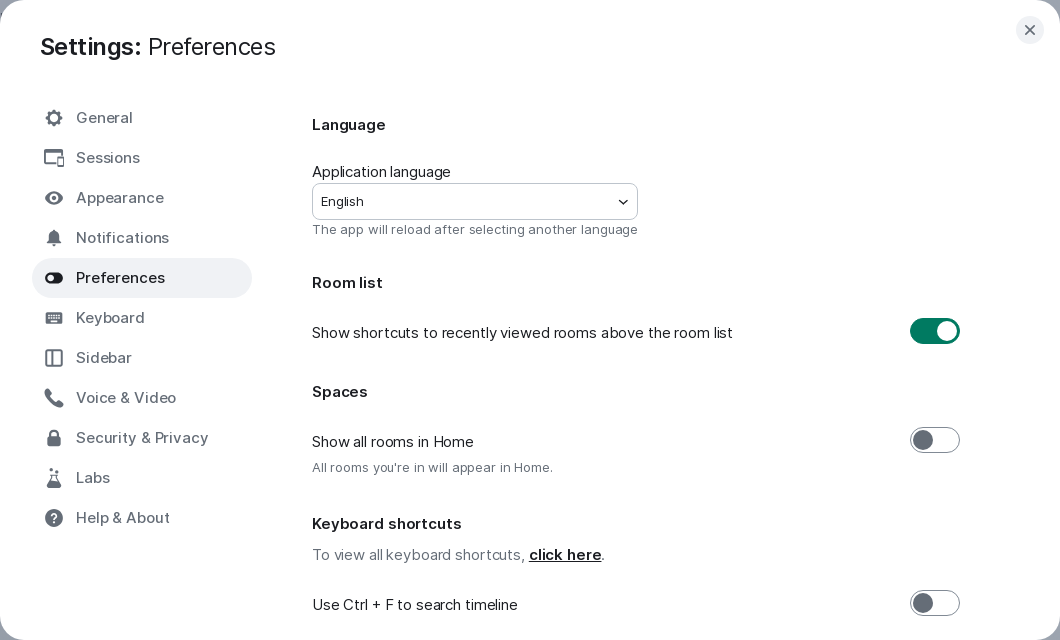 Settings: Preferences
General
Sessions
Appearance
Notifications
Preferences
Keyboard
Sidebar
Voice & Video
Security & Privacy
Labs
Help & About
Language
Application language
English
The app will reload after selecting another language
Room list
Show shortcuts to recently viewed rooms above the room list
Spaces
Show all rooms in Home
All rooms you're in will appear in Home.
Keyboard shortcuts
To view all keyboard shortcuts, click here.
Use Ctrl + F to search timeline